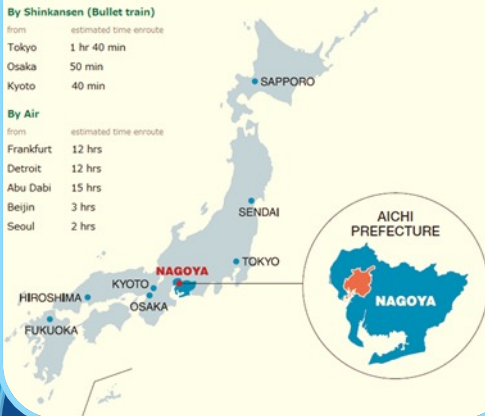 By Shinkansen (Bullet train)
from estimated time enroute
Tokyo 1 hr 40 min
Osaka 50 min
Kyoto 40 min
By Air
from estimated time enroute
Frankfurt 12 hrs
Detroit 12 hrs
Abu Dabi 15 hrs
Beijin 3 hrs
Seoul 2 hrs
SAPPORO
SENDAI
TOKYO
NAGOYA
KYOTO
OSAKA
HIROSHIMA
FUKUOKA
AICHI
PREFECTURE
NAGOYA